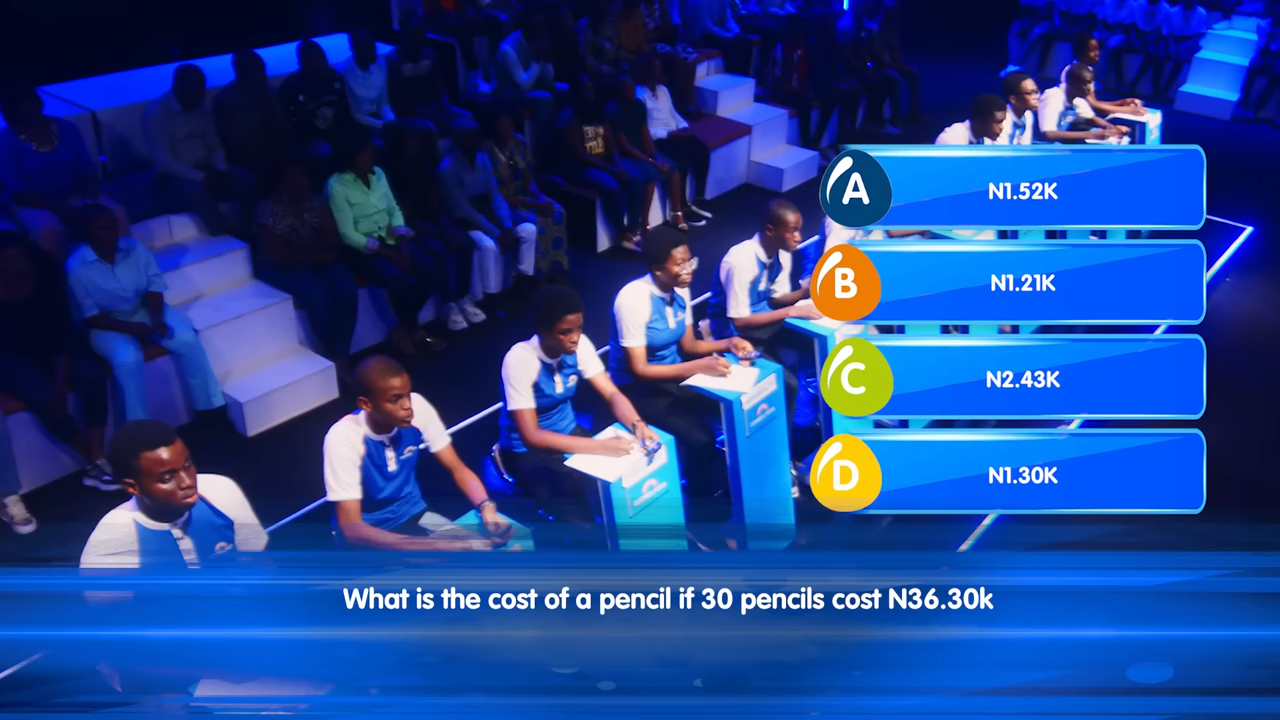 A
N1.52K
B
N1.21K
C
N2.43K
D
N1.30K
What is the cost of a pencil if 30 pencils cost N36.30k